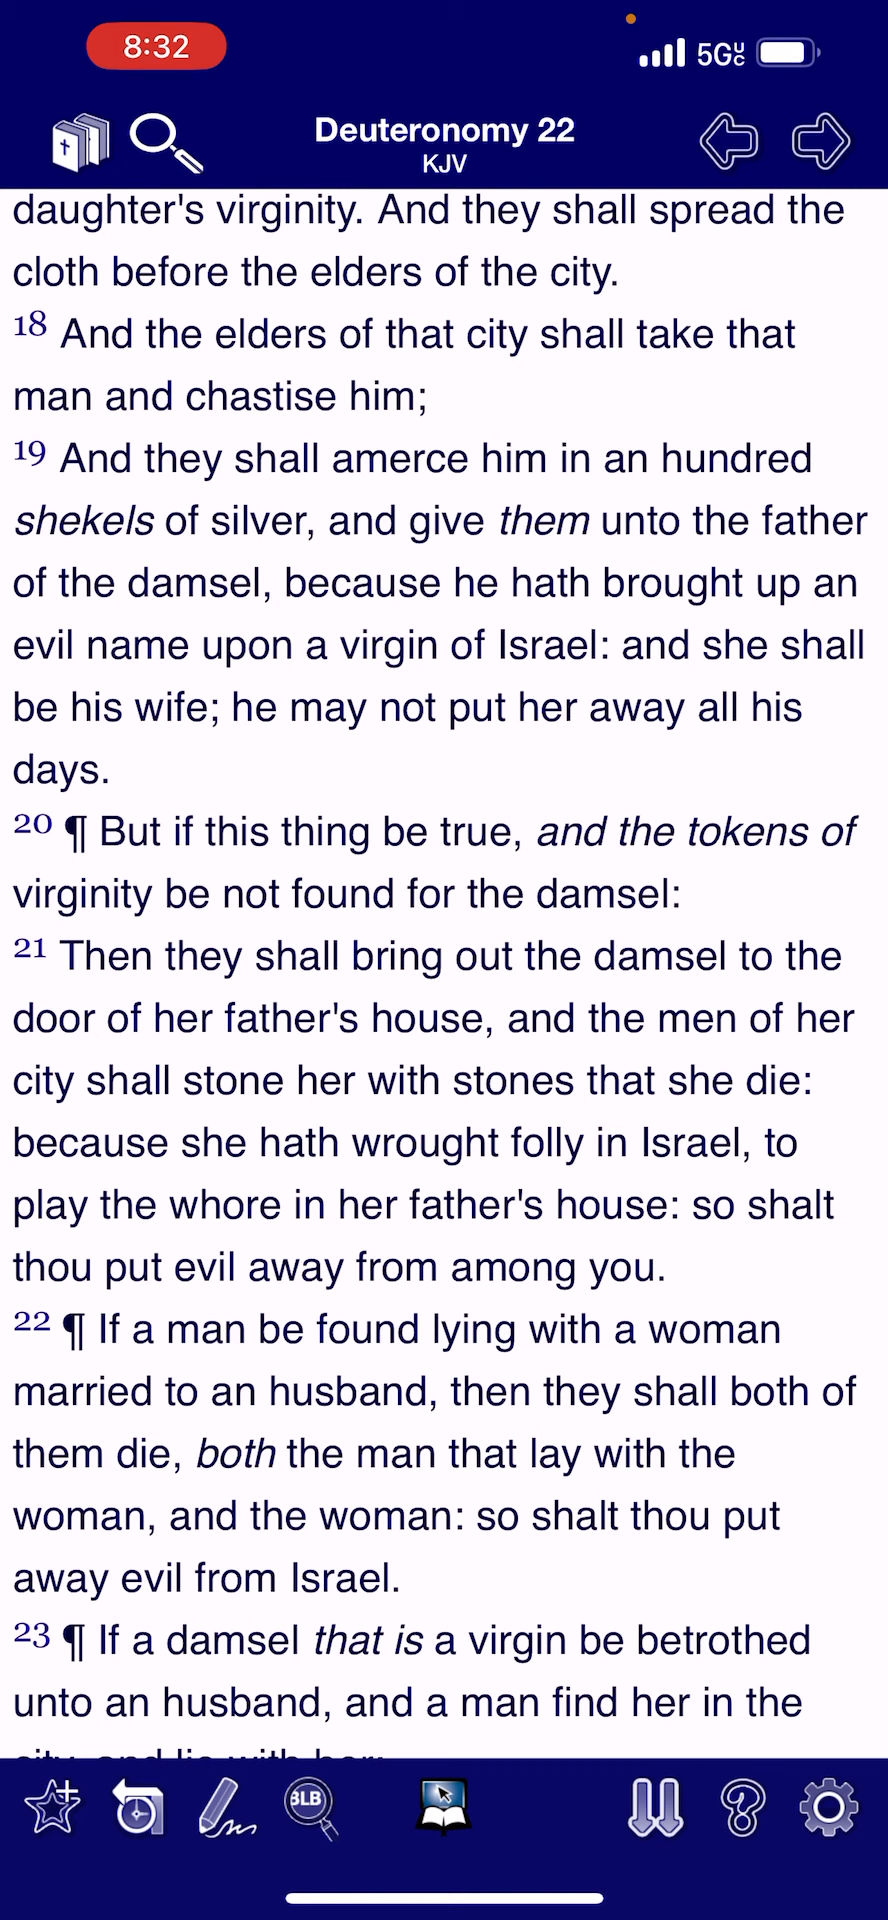 8:32
5GUC
Deuteronomy 22
KJV
daughter's virginity. And they shall spread the
cloth before the elders of the city.
18 And the elders of that city shall take that
man and chastise him;
19 And they shall amerce him in an hundred
shekels of silver, and give them unto the father
of the damsel, because he hath brought up an
evil name upon a virgin of Israel: and she shall
be his wife; he may not put her away all his
days.
20 ¶ But if this thing be true, and the tokens of
virginity be not found for the damsel:
21 Then they shall bring out the damsel to the
door of her father's house, and the men of her
city shall stone her with stones that she die:
because she hath wrought folly in Israel, to
play the whore in her father's house: so shalt
thou put evil away from among you.
22 ¶ If a man be found lying with a woman
married to an husband, then they shall both of
them die, both the man that lay with the
woman, and the woman: so shalt thou put
away evil from Israel.
23 ¶ If a damsel that is a virgin be betrothed
unto an husband, and a man find her in the
city, and lie with her;
BLB